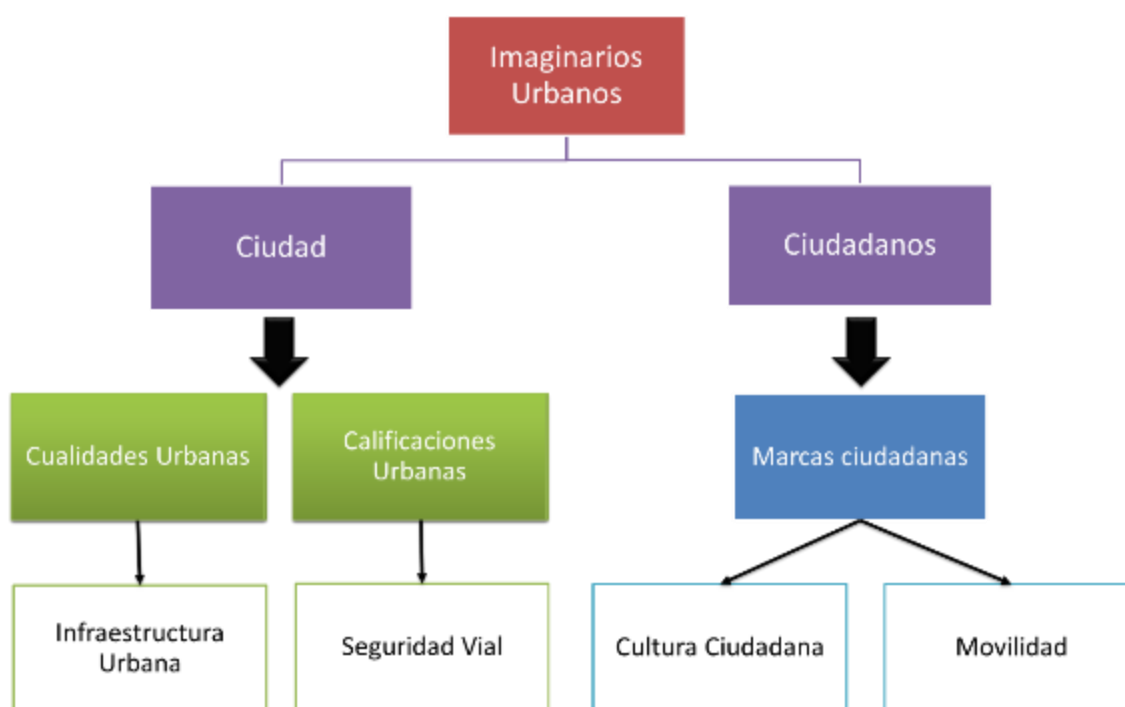 Imaginarios
Urbanos
Ciudad
Ciudadanos
Cualidades Urbanas
Calificaciones
Urbanas
Marcas ciudadanas
Infraestructura
Urbana
Seguridad Vial
Cultura Ciudadana
Movilidad